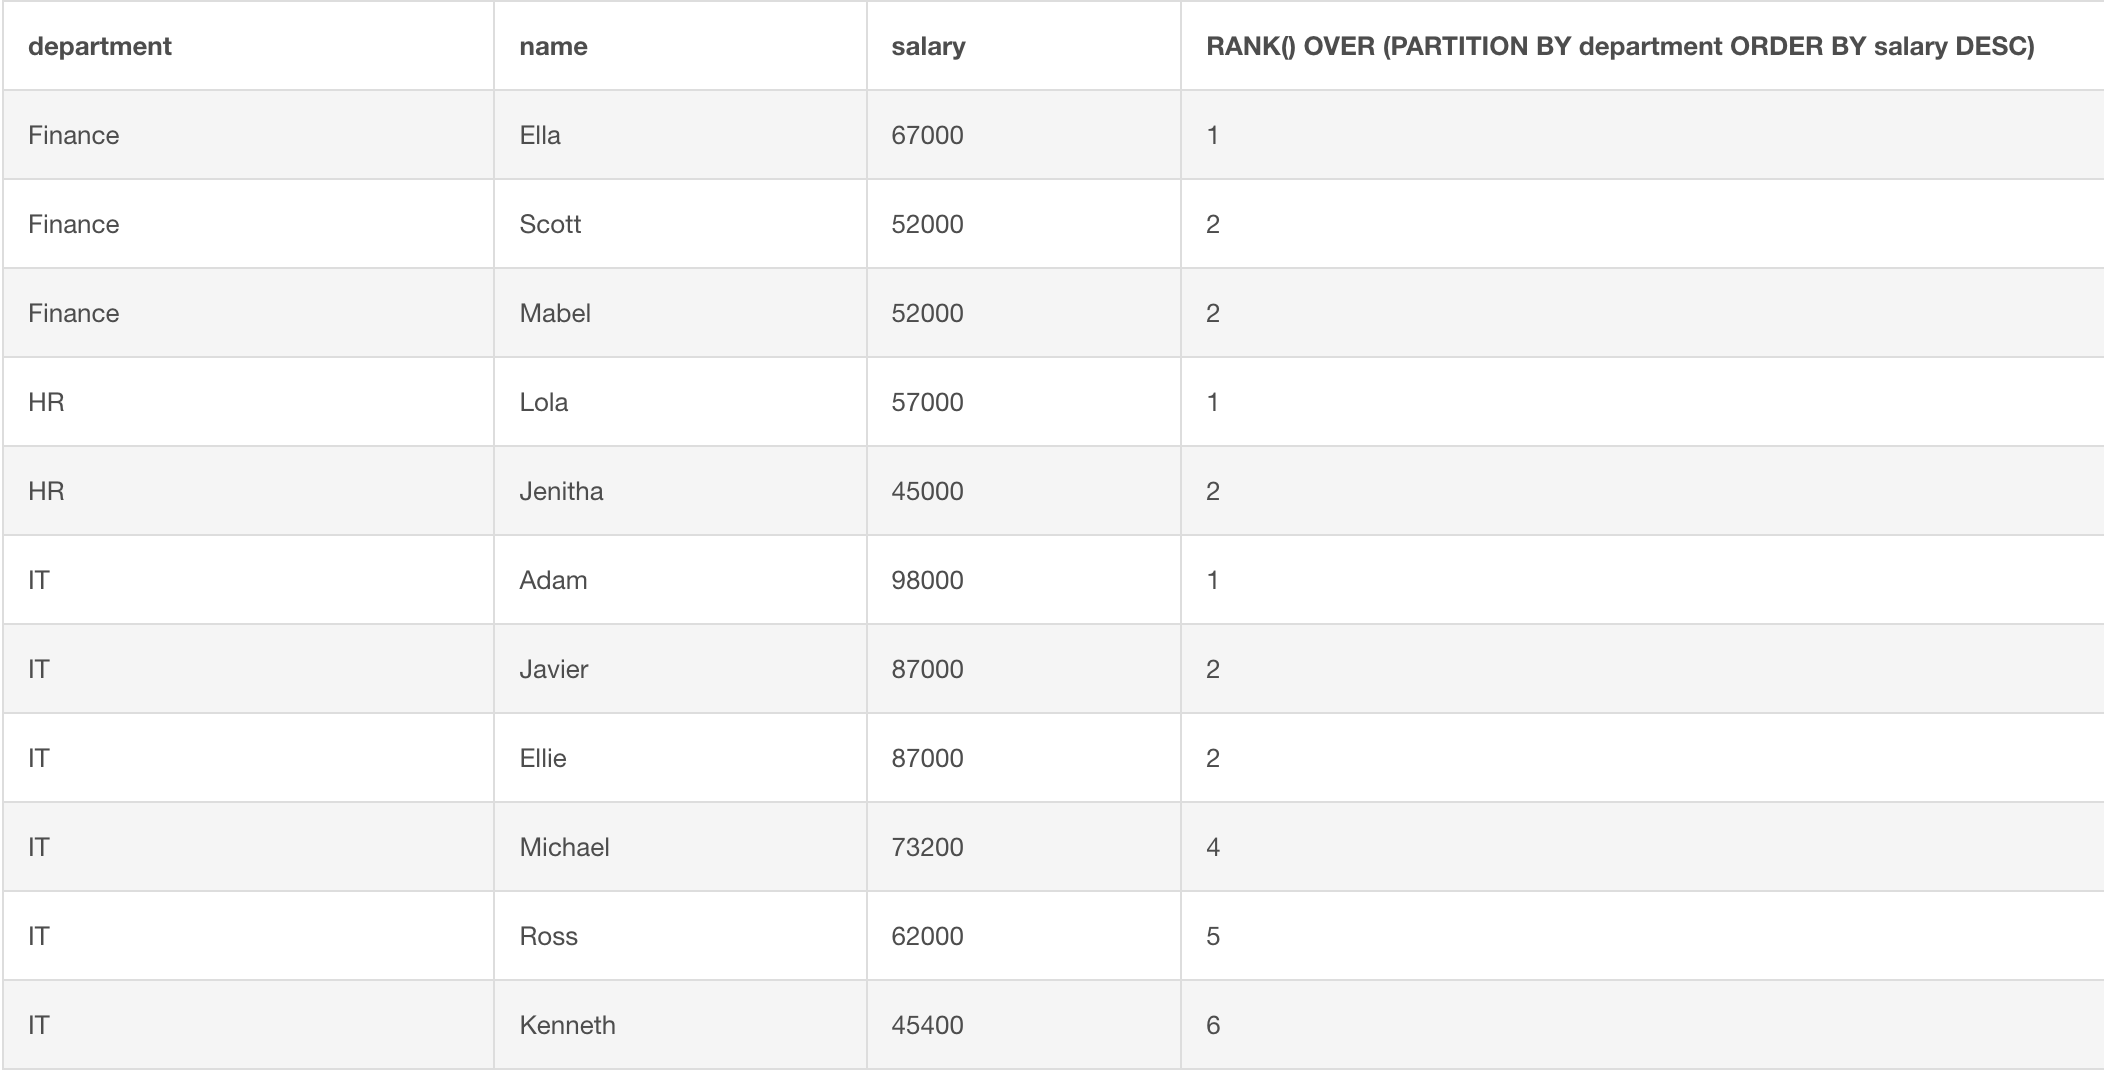 department name salary RANK() OVER (PARTITION BY department ORDER BY salary DESC)
Finance Ella 67000 1
Finance Scott 52000 2
Finance Mabel 52000 2
HR Lola 57000 1
HR Jenitha 45000 2
IT Adam 98000 1
IT Javier 87000 2
IT Ellie 87000 2
IT Michael 73200 4
IT Ross 62000 5
IT Kenneth 45400 6